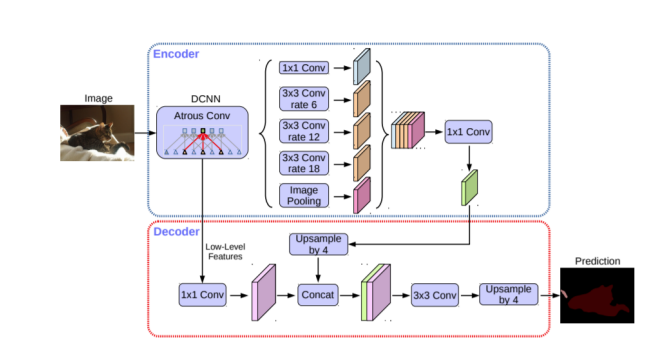 Encoder
Image
DCNN
Atrous Conv
1x1 Conv
3x3 Conv
rate 6
3x3 Conv
rate 12
3x3 Conv
rate 18
Image
Pooling
1x1 Conv
Decoder
Low-Level
Features
Upsample
by 4
1x1 Conv
Concat
3x3 Conv
Upsample
by 4
Prediction